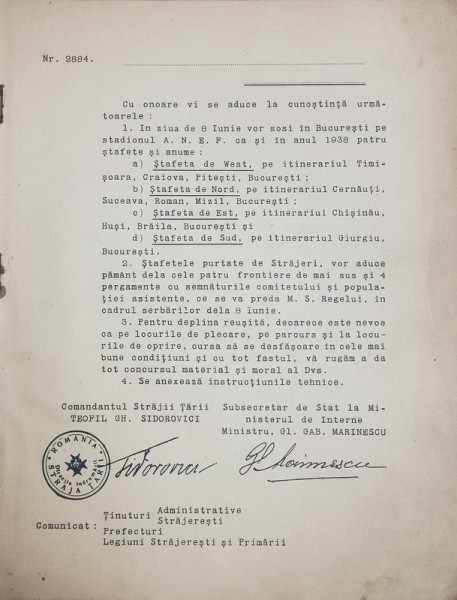 Nr. 2884.
Cu onoare vi se aduce la cunoştinţă urmă-
toarele :
1. In ziua de 8 Iunie vor sosi în Bucureşti pe
stadionul A. N. E. F. ca şi în anul 1938 patru
ştafete şi anume :
a) Ştafeta de West, pe itinerariul Timi-
şoara, Craiova, Piteşti, Bucureşti ;
b) Ştafeta de Nord, pe itinerariul Cernăuţi,
Suceava, Roman, Mizil, Bucureşti ;
c) Ştafeta de Est, pe itinerariul Chişinău,
Huşi, Brăila, Bucureşti şi
d) Ştafeta de Sud, pe itinerariul Giurgiu,
Bucureşti.
2. Ştafetele purtate de Străjeri, vor aduce
pământ dela cele patru frontiere de mai sus şi 4
pergamente cu semnăturile comitetului şi popula-
ţiei asistente, ce se va preda M. S. Regelui, în
cadrul serbărilor dela 8 Iunie.
3. Pentru deplina reuşită, deoarece este nevoe
ca pe locurile de plecare, pe parcurs şi la locu-
rile de oprire, cursa să se desfăşoare în cele mai
bune condiţiuni şi cu tot fastul, vă rugăm a da
tot concursul material şi moral al Dvs.
4. Se anexează instrucţiunile tehnice.
Comandantul Străjii Ţării
TEOFIL GH. SIDOROVICI
Subsecretar de Stat la Mi-
nisterul de Interne
Ministru, Gl. GAB. MARINESCU
ROMANIA
STRAJA ŢĂRII
Sidorovici
Gl Marinescu
Comunicat :
Ţinuturi Administrative
Străjereşti
Prefecturi
Legiuni Străjereşti şi Primării